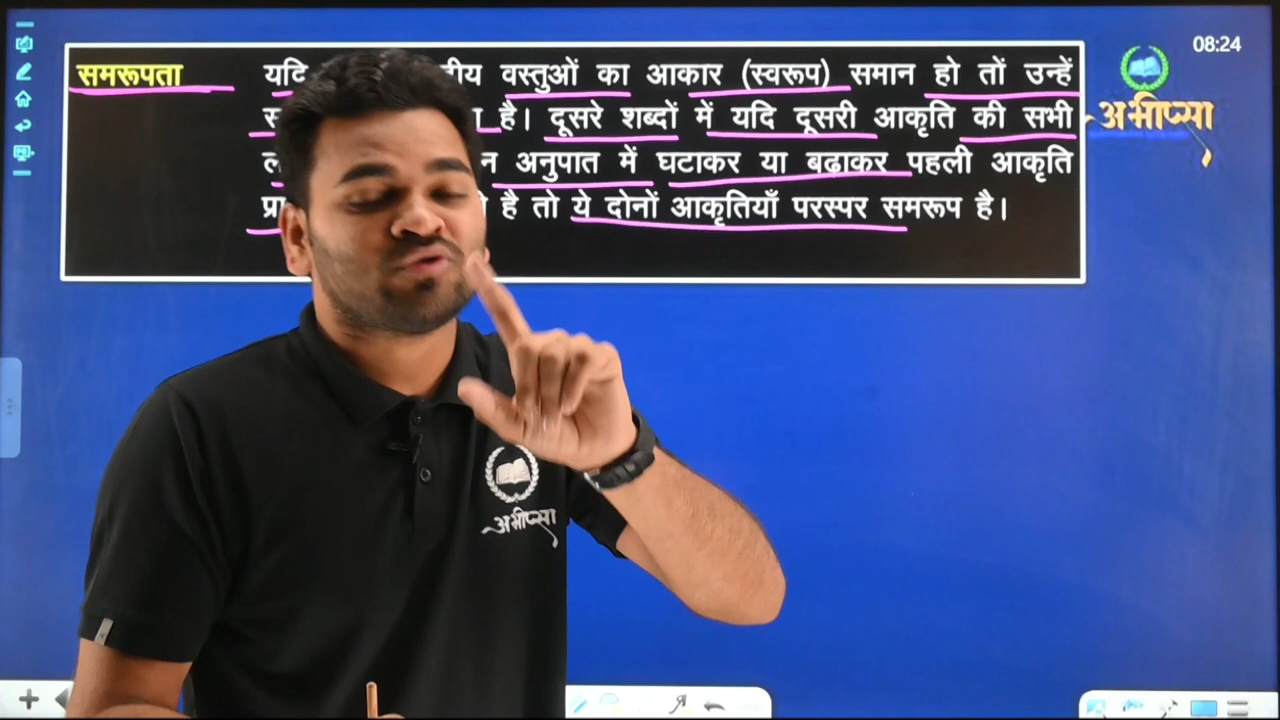 08:24
समरूपता यदि वस्तुओं का आकार (स्वरूप) समान हो तों उन्हें
है। दूसरे शब्दों में यदि दूसरी आकृति की सभी
अनुपात में घटाकर या बढाकर पहली आकृति
है तो ये दोनों आकृतियाँ परस्पर समरूप है।
अभीप्सा
अभीप्सा